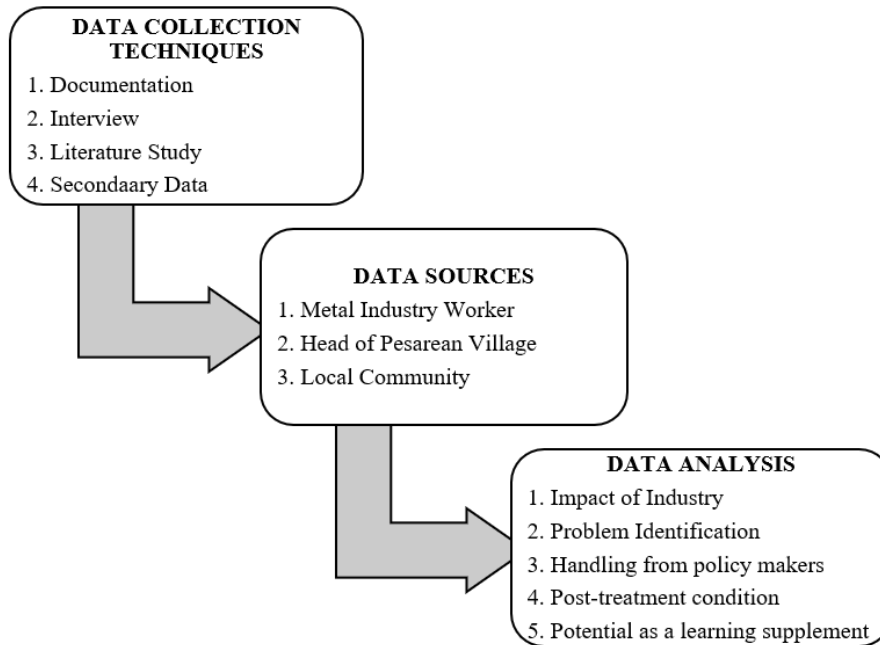 DATA COLLECTION
TECHNIQUES
1. Documentation
2. Interview
3. Literature Study
4. Secondaary Data
DATA SOURCES
1. Metal Industry Worker
2. Head of Pesarean Village
3. Local Community
DATA ANALYSIS
1. Impact of Industry
2. Problem Identification
3. Handling from policy makers
4. Post-treatment condition
5. Potential as a learning supplement